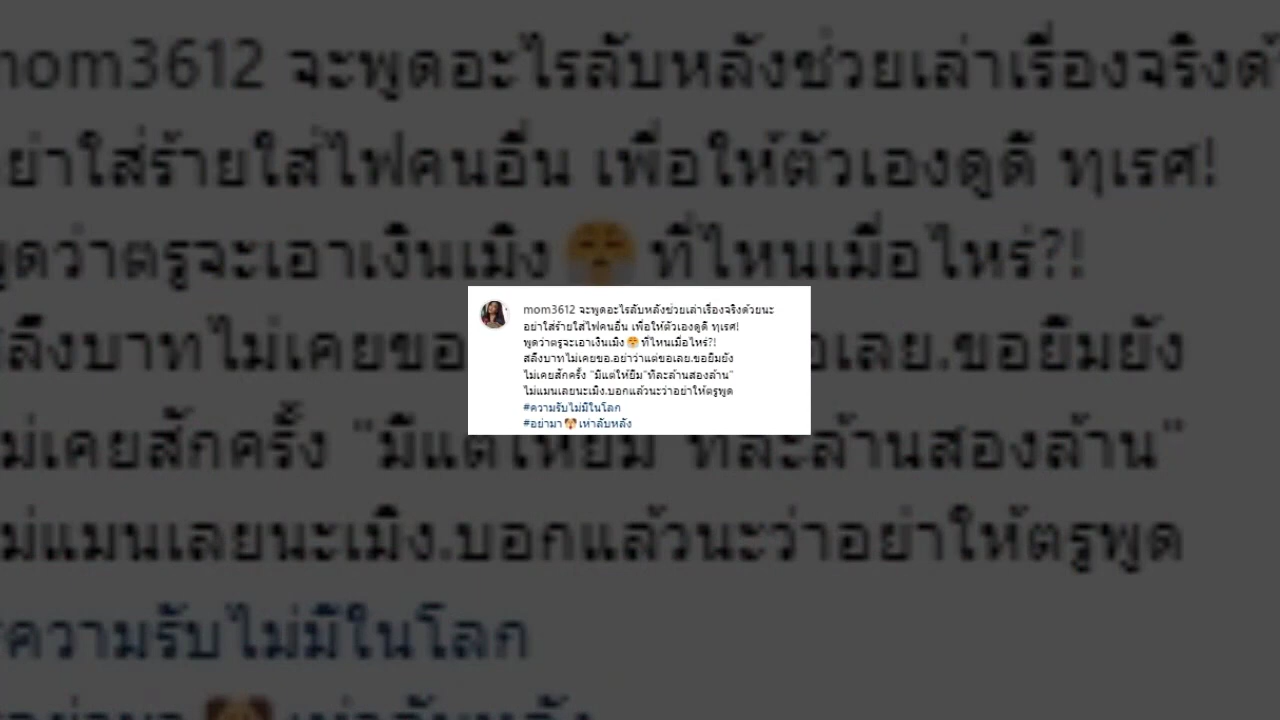 mom3612 จะพูดอะไรลับหลังช่วยเล่าเรื่องจริงด้วยนะ
อย่าใส่ร้ายใส่ไฟคนอื่น เพื่อให้ตัวเองดูดี ทุเรศ!
พูดว่าตรูจะเอาเงินเมิง😤ที่ไหนเมื่อไหร่?!
สลึงบาทไม่เคยขอ.อย่าว่าแต่ขอเลย.ขอยืมยัง
ไม่เคยสักครั้ง "มีแต่ให้ยืม"ทีละล้านสองล้าน"
ไม่แมนเลยนะเมิง.บอกแล้วนะว่าอย่าให้ตรูพูด
#ความรับไม่มีในโลก
#อย่ามา🐶เห่าลับหลัง